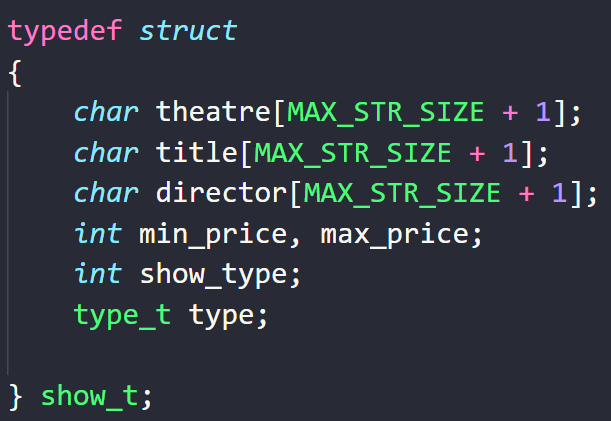 typedef struct
{
char theatre[MAX_STR_SIZE + 1];
char title[MAX_STR_SIZE + 1];
char director[MAX_STR_SIZE + 1];
int min_price, max_price;
int show_type;
type_t type;
} show_t;